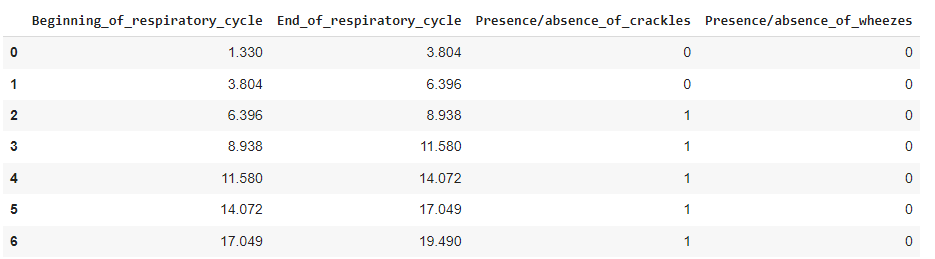 Beginning_of_respiratory_cycle End_of_respiratory_cycle Presence/absence_of_crackles Presence/absence_of_wheezes
0 1.330 3.804 0 0
1 3.804 6.396 0 0
2 6.396 8.938 1 0
3 8.938 11.580 1 0
4 11.580 14.072 1 0
5 14.072 17.049 1 0
6 17.049 19.490 1 0